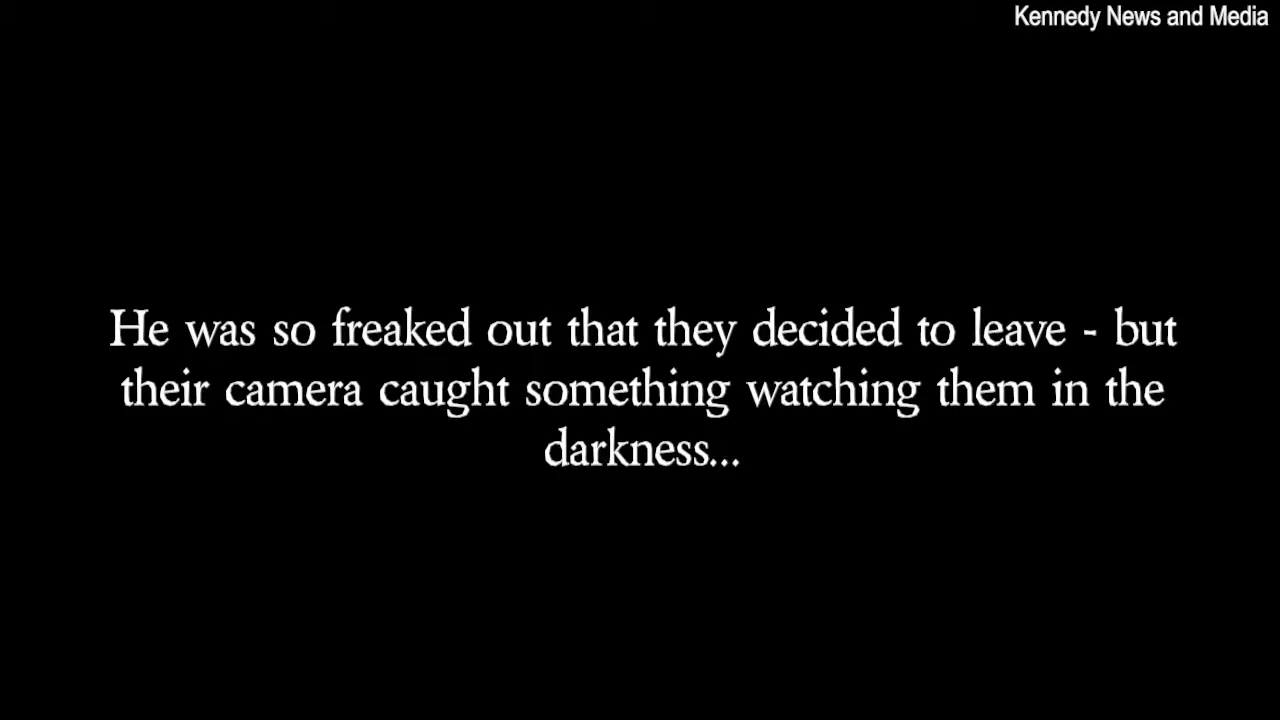 Kennedy News and Media
He was so freaked out that they decided to leave - but
their camera caught something watching them in the
darkness...